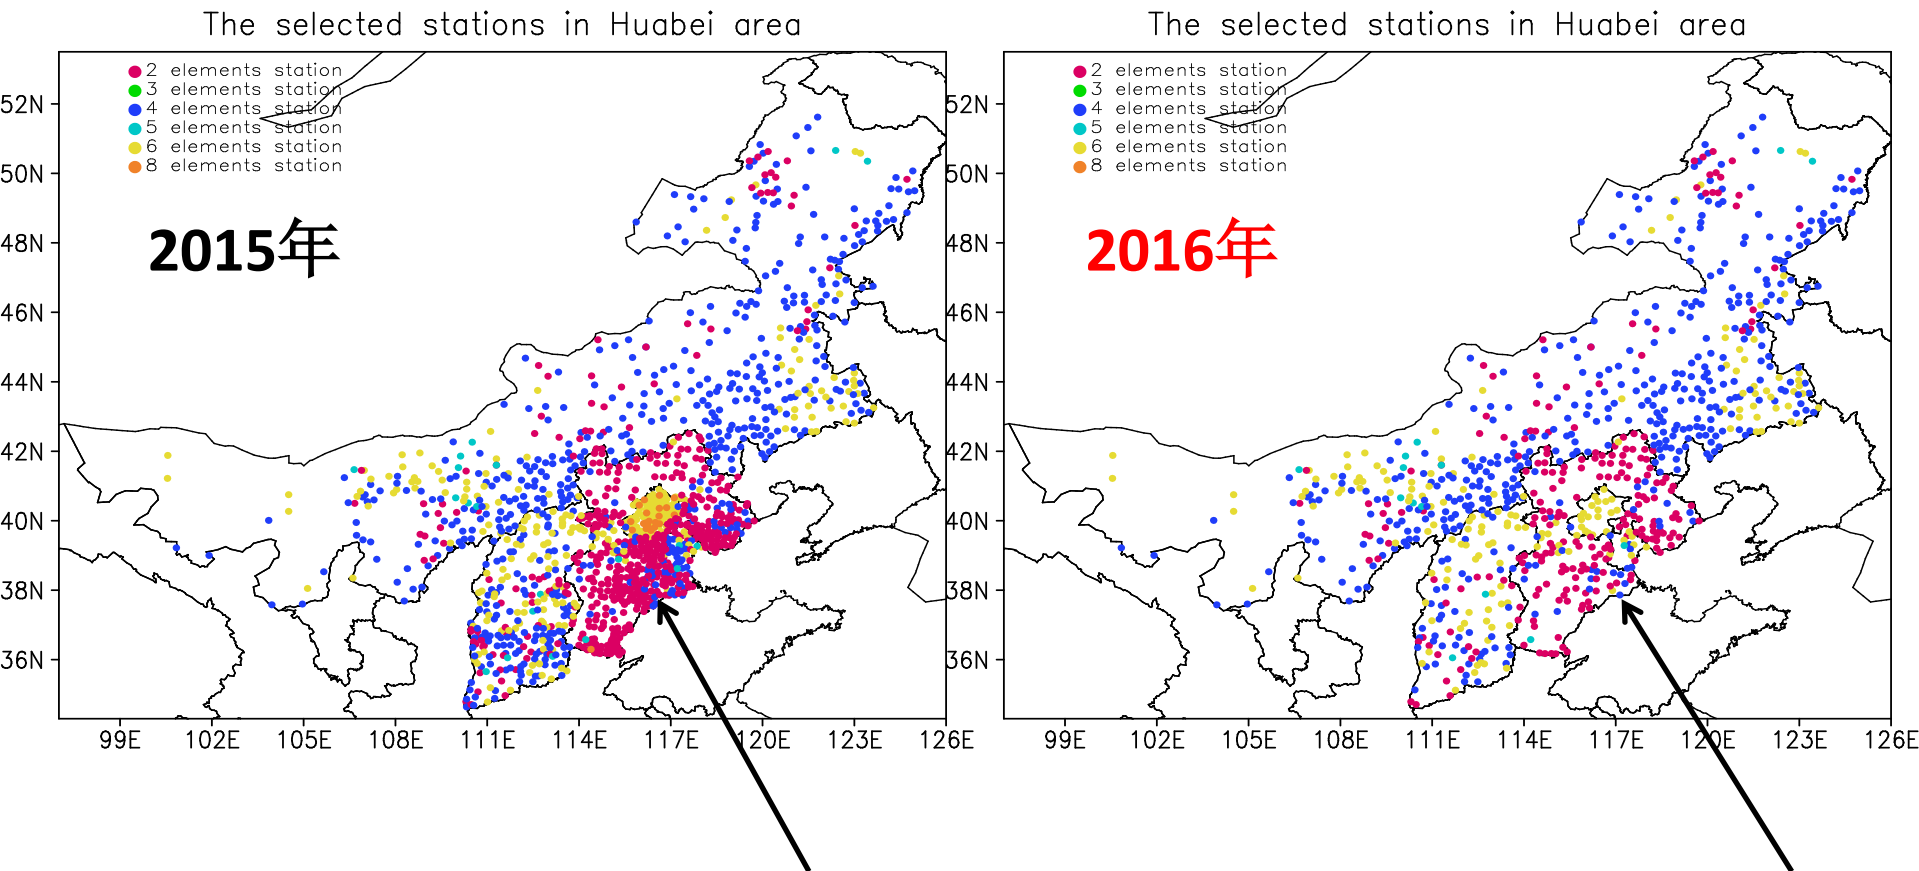 The selected stations in Huabei area
2 elements station
3 elements station
4 elements station
5 elements station
6 elements station
8 elements station
2015年
52N
50N
48N
46N
44N
42N
40N
38N
36N
99E 102E 105E 108E 111E 114E 117E 120E 123E 126E
The selected stations in Huabei area
2 elements station
3 elements station
4 elements station
5 elements station
6 elements station
8 elements station
2016年
52N
50N
48N
46N
44N
42N
40N
38N
36N
99E 102E 105E 108E 111E 114E 117E 120E 123E 126E